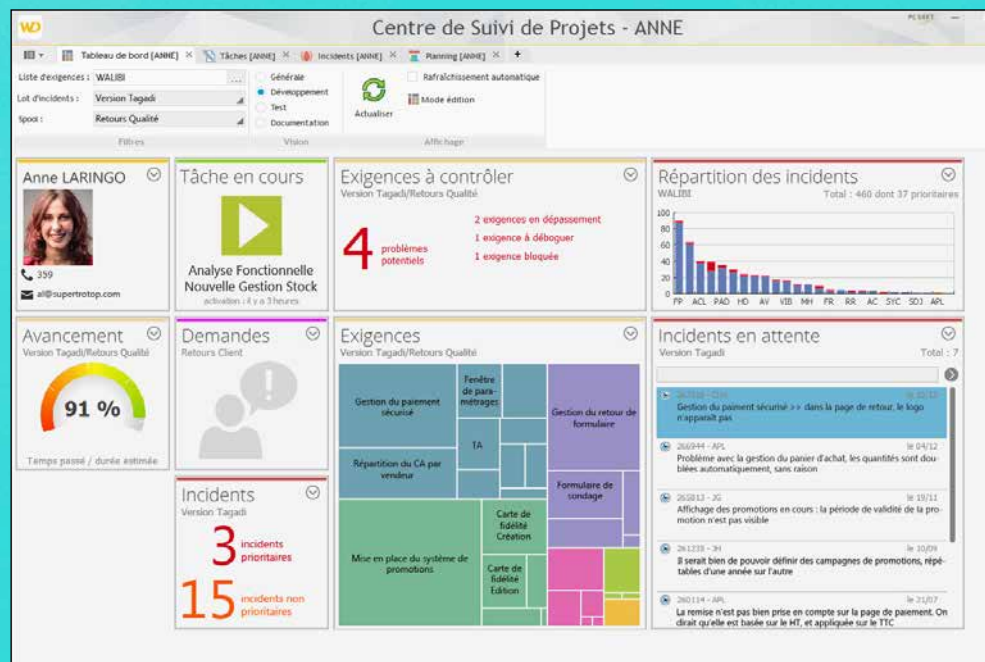 WD
Centre de Suivi de Projets - ANNE
PC SOFT
Tableau de bord [ANNE]
Tâches [ANNE]
Incidents [ANNE]
Planning [ANNE]
+
Liste d'exigences : WALIBI ...
Lot d'incidents : Version Tagadi
Spool : Retours Qualité
Filtres
Générale
Développement
Test
Documentation
Vision
Actualiser
Rafraîchissement automatique
Mode édition
Affichage
Anne LARINGO
359
al@supertrotop.com
Tâche en cours
Analyse Fonctionnelle
Nouvelle Gestion Stock
activation : il y a 3 heures
Exigences à contrôler
Version Tagadi/Retours Qualité
4 problèmes
potentiels
2 exigences en dépassement
1 exigence à déboguer
1 exigence bloquée
Répartition des incidents
WALIBI Total : 460 dont 37 prioritaires
100
80
60
40
20
0
FP ACL PAD HD AV VIB MH FR RR AC SYC SDJ APL
Avancement
Version Tagadi/Retours Qualité
91 %
Temps passé / durée estimée
Demandes
Retours Client
Incidents
Version Tagadi
3 incidents
prioritaires
15 incidents non
prioritaires
Exigences
Version Tagadi/Retours Qualité
Gestion du paiement
sécurisé
Fenêtre
de para-
métrages
TA
Répartition du CA par
vendeur
Gestion du retour de
formulaire
Formulaire de
sondage
Mise en place du système de
promotions
Carte de
fidélité
Création
Carte de
fidélité
Edition
Incidents en attente
Version Tagadi Total : 7
Gestion du paiment sécurisé >> dans la page de retour, le logo
n'apparaît pas
266944 - APL le 04/12
Problème avec la gestion du panier d'achat, les quantités sont dou-
blées automatiquement, sans raison
265813 - JG le 19/11
Affichage des promotions en cours : la période de validité de la pro-
motion n'est pas visible
261238 - JH le 10/09
Il serait bien de pouvoir définir des campagnes de promotions, répé-
tables d'une année sur l'autre
260114 - APL le 21/07
La remise n'est pas bien prise en compte sur la page de paiement. On
dirait qu'elle est basée sur le HT, et appliquée sur le TTC